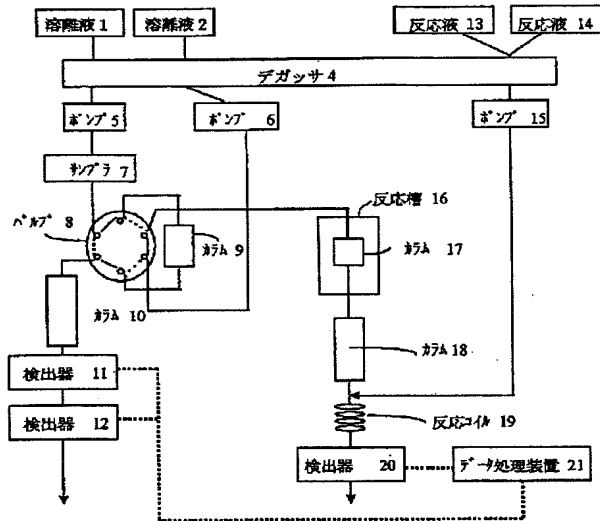 溶離液 1
溶離液 2
反応液 13
反応液 14
デガッサ 4
ポンプ 5
ポンプ 6
ポンプ 15
サンプラ 7
反応槽 16
バルブ 8
カラム 9
カラム 17
カラム 10
カラム 18
検出器 11
検出器 12
反応コイル 19
検出器 20
データ処理装置 21